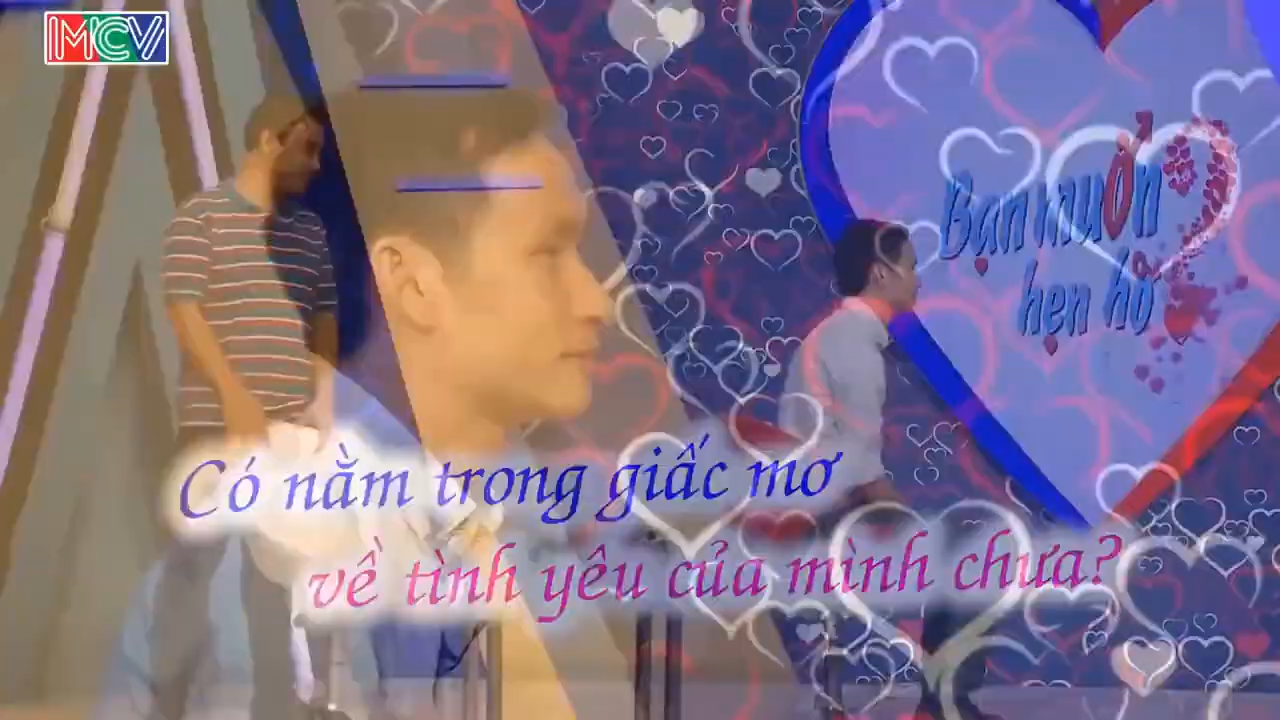 MCV
Bạn muốn
hẹn hò
Có nằm trong giấc mơ
về tình yêu của mình chưa?